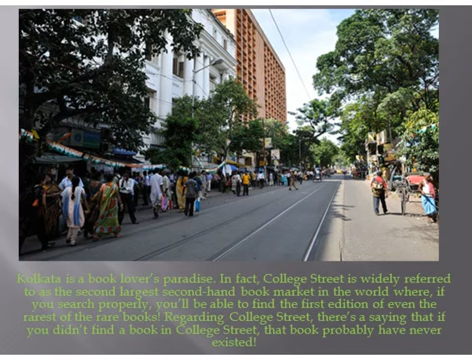 Kolkata is a book lover's paradise. In fact, College Street is widely referred
to as the second largest second-hand book market in the world where, if
you search properly, you'll be able to find the first edition of even the
rarest of the rare books! Regarding College Street, there's a saying that if
you didn't find a book in College Street, that book probably have never
existed!